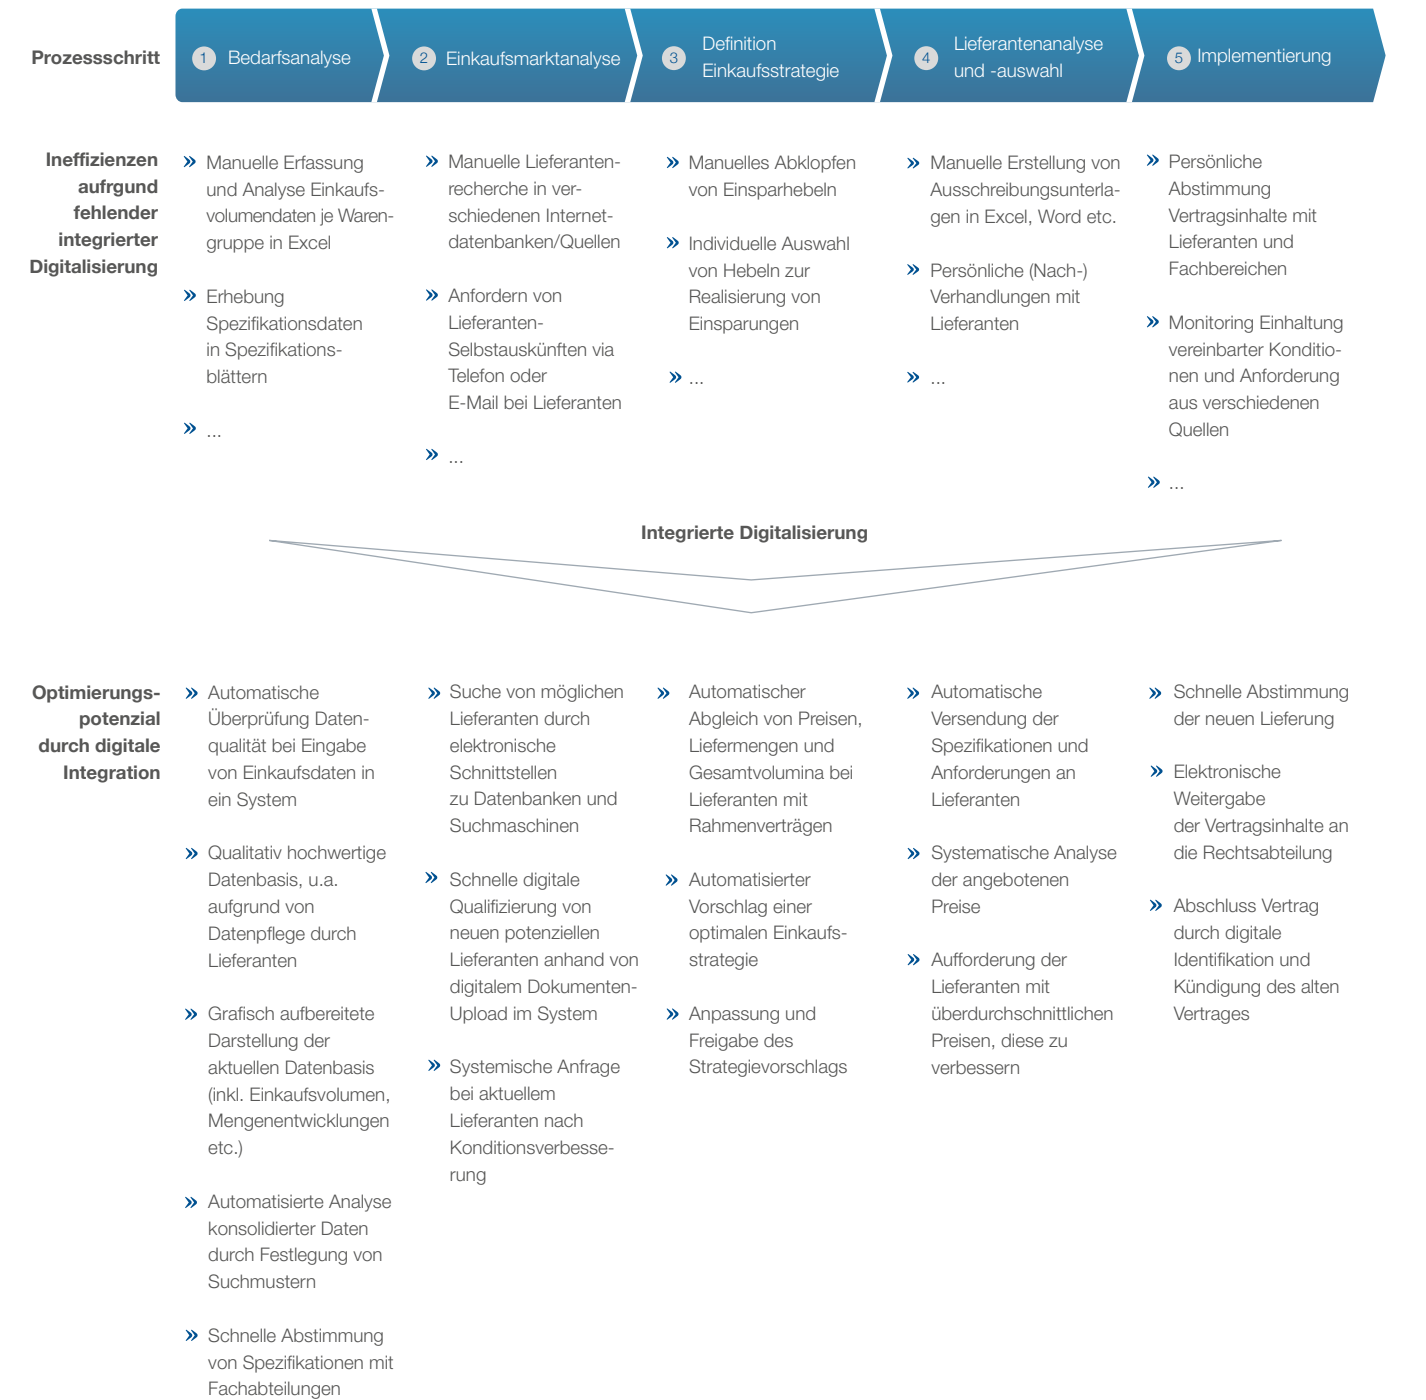 Prozessschritt
1 Bedarfsanalyse
2 Einkaufsmarktanalyse
3 Definition
Einkaufsstrategie
4 Lieferantenanalyse
und -auswahl
5 Implementierung
Ineffizienzen
aufrgund
fehlender
integrierter
Digitalisierung
» Manuelle Erfassung
und Analyse Einkaufs-
volumendaten je Waren-
gruppe in Excel
» Erhebung
Spezifikationsdaten
in Spezifikations-
blättern
» ...
» Manuelle Lieferanten-
recherche in ver-
schiedenen Internet-
datenbanken/Quellen
» Anfordern von
Lieferanten-
Selbstauskünften via
Telefon oder
E-Mail bei Lieferanten
» ...
» Manuelles Abklopfen
von Einsparhebeln
» Individuelle Auswahl
von Hebeln zur
Realisierung von
Einsparungen
» ...
» Manuelle Erstellung von
Ausschreibungsunterla-
gen in Excel, Word etc.
» Persönliche (Nach-)
Verhandlungen mit
Lieferanten
» ...
» Persönliche
Abstimmung
Vertragsinhalte mit
Lieferanten und
Fachbereichen
» Monitoring Einhaltung
vereinbarter Konditio-
nen und Anforderung
aus verschiedenen
Quellen
» ...
Integrierte Digitalisierung
Optimierungs-
potenzial
durch digitale
Integration
» Automatische
Überprüfung Daten-
qualität bei Eingabe
von Einkaufsdaten in
ein System
» Qualitativ hochwertige
Datenbasis, u.a.
aufgrund von
Datenpflege durch
Lieferanten
» Grafisch aufbereitete
Darstellung der
aktuellen Datenbasis
(inkl. Einkaufsvolumen,
Mengenentwicklungen
etc.)
» Automatisierte Analyse
konsolidierter Daten
durch Festlegung von
Suchmustern
» Schnelle Abstimmung
von Spezifikationen mit
Fachabteilungen
» Suche von möglichen
Lieferanten durch
elektronische
Schnittstellen
zu Datenbanken und
Suchmaschinen
» Schnelle digitale
Qualifizierung von
neuen potenziellen
Lieferanten anhand von
digitalem Dokumenten-
Upload im System
» Systemische Anfrage
bei aktuellem
Lieferanten nach
Konditionsverbesse-
rung
» Automatischer
Abgleich von Preisen,
Liefermengen und
Gesamtvolumina bei
Lieferanten mit
Rahmenverträgen
» Automatisierter
Vorschlag einer
optimalen Einkaufs-
strategie
» Anpassung und
Freigabe des
Strategievorschlags
» Automatische
Versendung der
Spezifikationen und
Anforderungen an
Lieferanten
» Systematische Analyse
der angebotenen
Preise
» Aufforderung der
Lieferanten mit
überdurchschnittlichen
Preisen, diese zu
verbessern
» Schnelle Abstimmung
der neuen Lieferung
» Elektronische
Weitergabe
der Vertragsinhalte an
die Rechtsabteilung
» Abschluss Vertrag
durch digitale
Identifikation und
Kündigung des alten
Vertrages